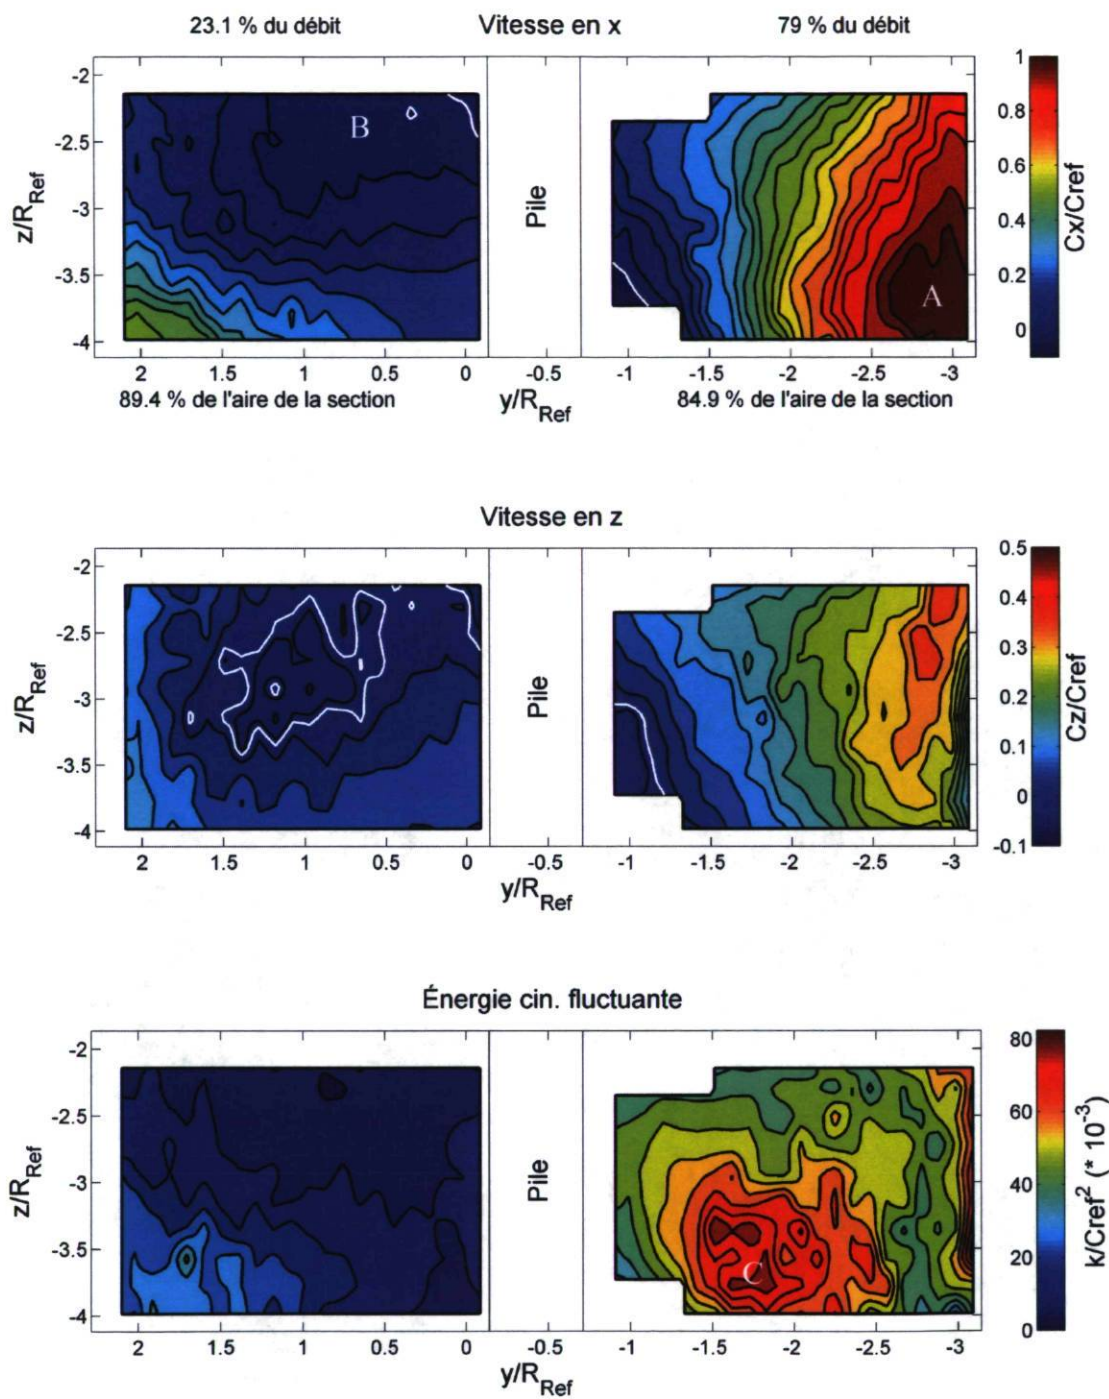 23.1 % du débit Vitesse en x 79 % du débit
-2
-2.5
-3
-3.5
-4
z/R_Ref
B
Pile
A
1
0.8
0.6
0.4
0.2
0
Cx/Cref
2 1.5 1 0.5 0 -0.5 -1 -1.5 -2 -2.5 -3
89.4 % de l'aire de la section y/R_Ref 84.9 % de l'aire de la section
Vitesse en z
-2
-2.5
-3
-3.5
-4
z/R_Ref
Pile
0.5
0.4
0.3
0.2
0.1
0
-0.1
Cz/Cref
2 1.5 1 0.5 0 -0.5 -1 -1.5 -2 -2.5 -3
y/R_Ref
Énergie cin. fluctuante
-2
-2.5
-3
-3.5
-4
z/R_Ref
Pile
C
80
60
40
20
0
k/Cref² (* 10⁻³)
2 1.5 1 0.5 0 -0.5 -1 -1.5 -2 -2.5 -3
y/R_Ref